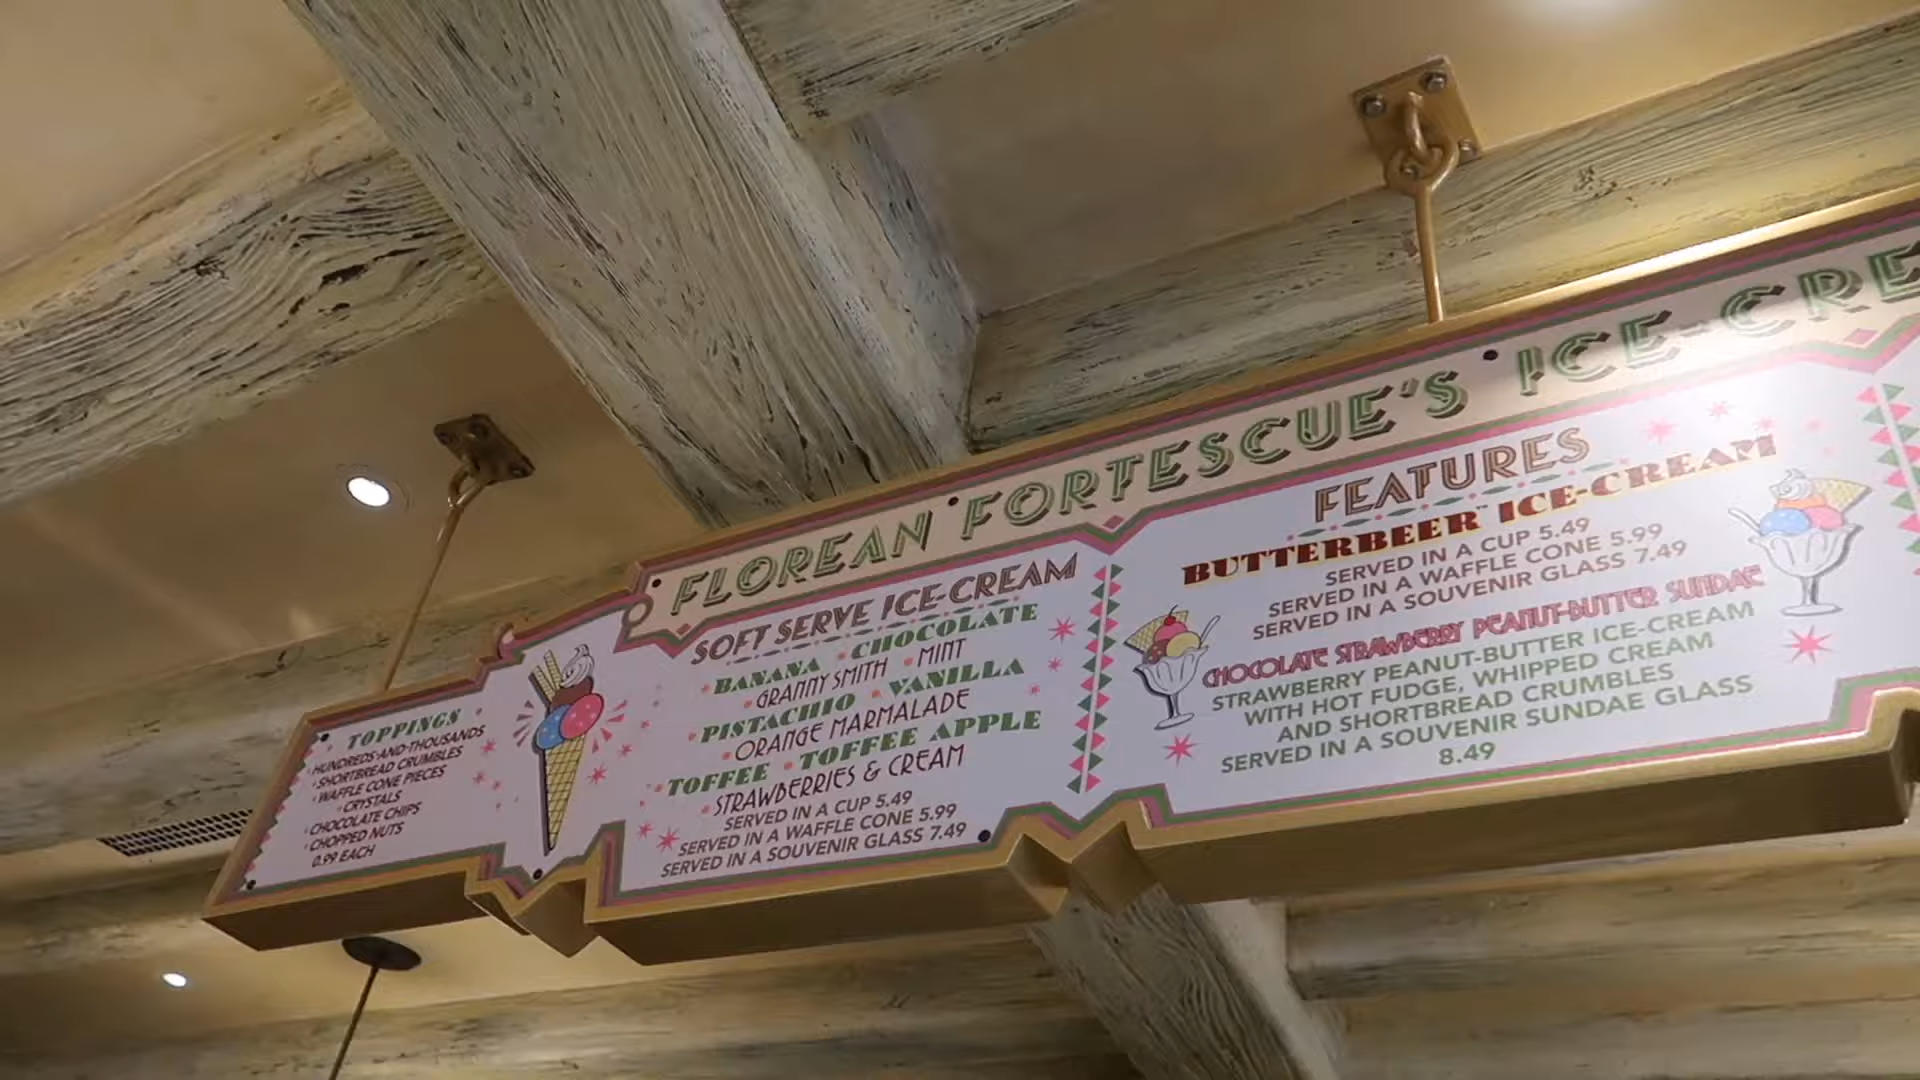 FLOREAN FORTESCUE'S ICE-CRE
TOPPINGS
HUNDREDS-AND-THOUSANDS
SHORTBREAD CRUMBLES
WAFFLE CONE PIECES
CRYSTALS
CHOCOLATE CHIPS
CHOPPED NUTS
0.99 EACH
SOFT SERVE ICE-CREAM
BANANA • CHOCOLATE
GRANNY SMITH • MINT
PISTACHIO • VANILLA
ORANGE MARMALADE
TOFFEE • TOFFEE APPLE
STRAWBERRIES & CREAM
SERVED IN A CUP 5.49
SERVED IN A WAFFLE CONE 5.99
SERVED IN A SOUVENIR GLASS 7.49
FEATURES
BUTTERBEER™ ICE-CREAM
SERVED IN A CUP 5.49
SERVED IN A WAFFLE CONE 5.99
SERVED IN A SOUVENIR GLASS 7.49
CHOCOLATE STRAWBERRY PEANUT-BUTTER SUNDAE
STRAWBERRY PEANUT-BUTTER ICE-CREAM
WITH HOT FUDGE, WHIPPED CREAM
AND SHORTBREAD CRUMBLES
SERVED IN A SOUVENIR SUNDAE GLASS
8.49